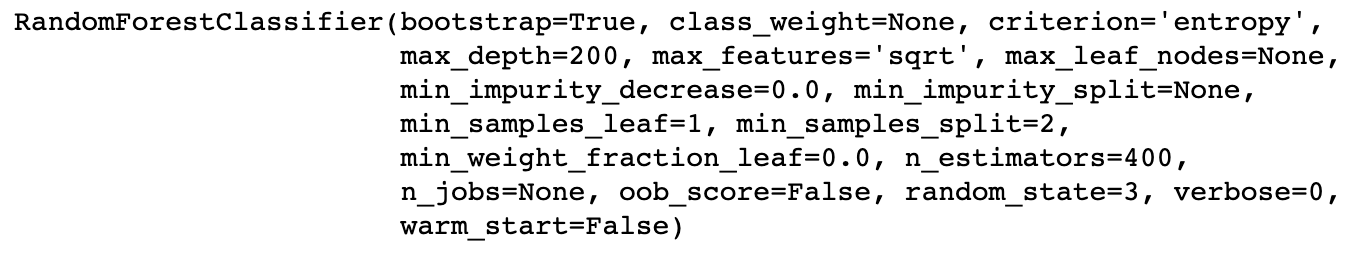 RandomForestClassifier(bootstrap=True, class_weight=None, criterion='entropy',
max_depth=200, max_features='sqrt', max_leaf_nodes=None,
min_impurity_decrease=0.0, min_impurity_split=None,
min_samples_leaf=1, min_samples_split=2,
min_weight_fraction_leaf=0.0, n_estimators=400,
n_jobs=None, oob_score=False, random_state=3, verbose=0,
warm_start=False)